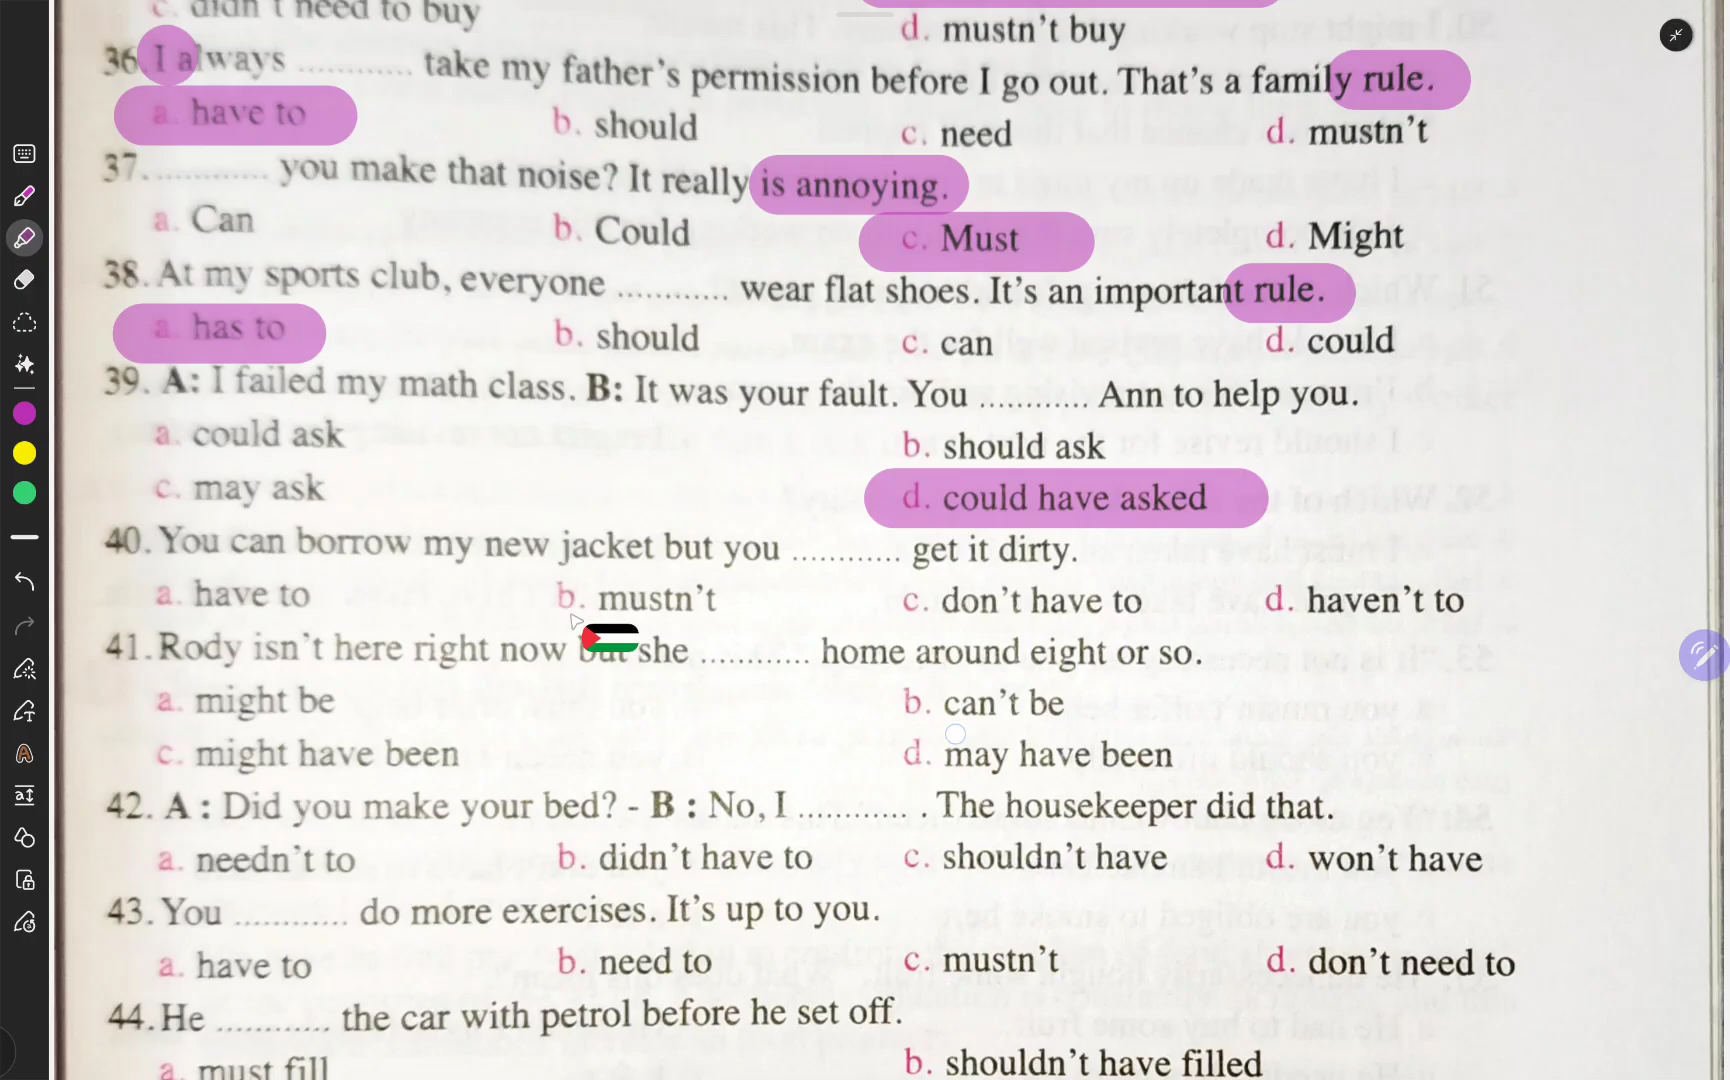 c. didn't need to buy
d. mustn't buy
36. I always ............ take my father's permission before I go out. That's a family rule.
a. have to b. should c. need d. mustn't
37. ............ you make that noise? It really is annoying.
a. Can b. Could c. Must d. Might
38. At my sports club, everyone ............ wear flat shoes. It's an important rule.
a. has to b. should c. can d. could
39. A: I failed my math class. B: It was your fault. You ............ Ann to help you.
a. could ask b. should ask
c. may ask d. could have asked
40. You can borrow my new jacket but you ............ get it dirty.
a. have to b. mustn't c. don't have to d. haven't to
41. Rody isn't here right now but she ............ home around eight or so.
a. might be b. can't be
c. might have been d. may have been
42. A : Did you make your bed? - B : No, I ............ . The housekeeper did that.
a. needn't to b. didn't have to c. shouldn't have d. won't have
43. You ............ do more exercises. It's up to you.
a. have to b. need to c. mustn't d. don't need to
44. He ............ the car with petrol before he set off.
a. must fill b. shouldn't have filled